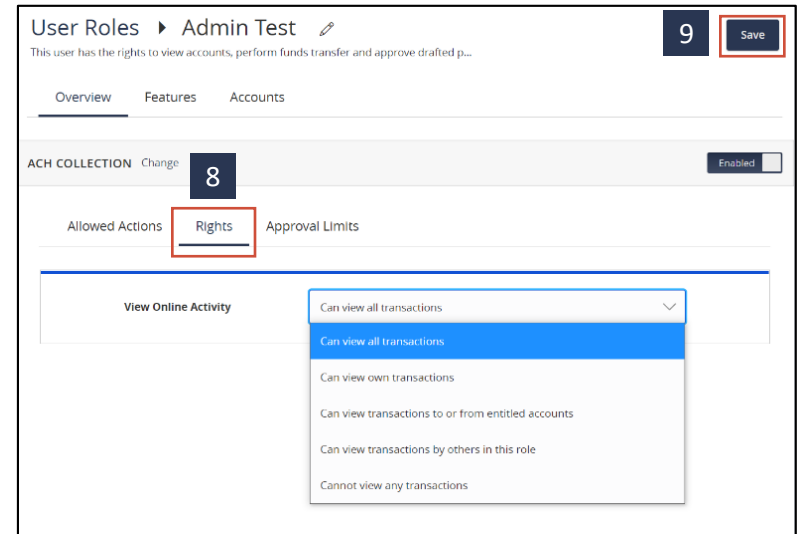 User Roles ▸ Admin Test
9
Save
This user has the rights to view accounts, perform funds transfer and approve drafted p...
Overview Features Accounts
ACH COLLECTION Change
Enabled
8
Allowed Actions Rights Approval Limits
View Online Activity
Can view all transactions
Can view all transactions
Can view own transactions
Can view transactions to or from entitled accounts
Can view transactions by others in this role
Cannot view any transactions